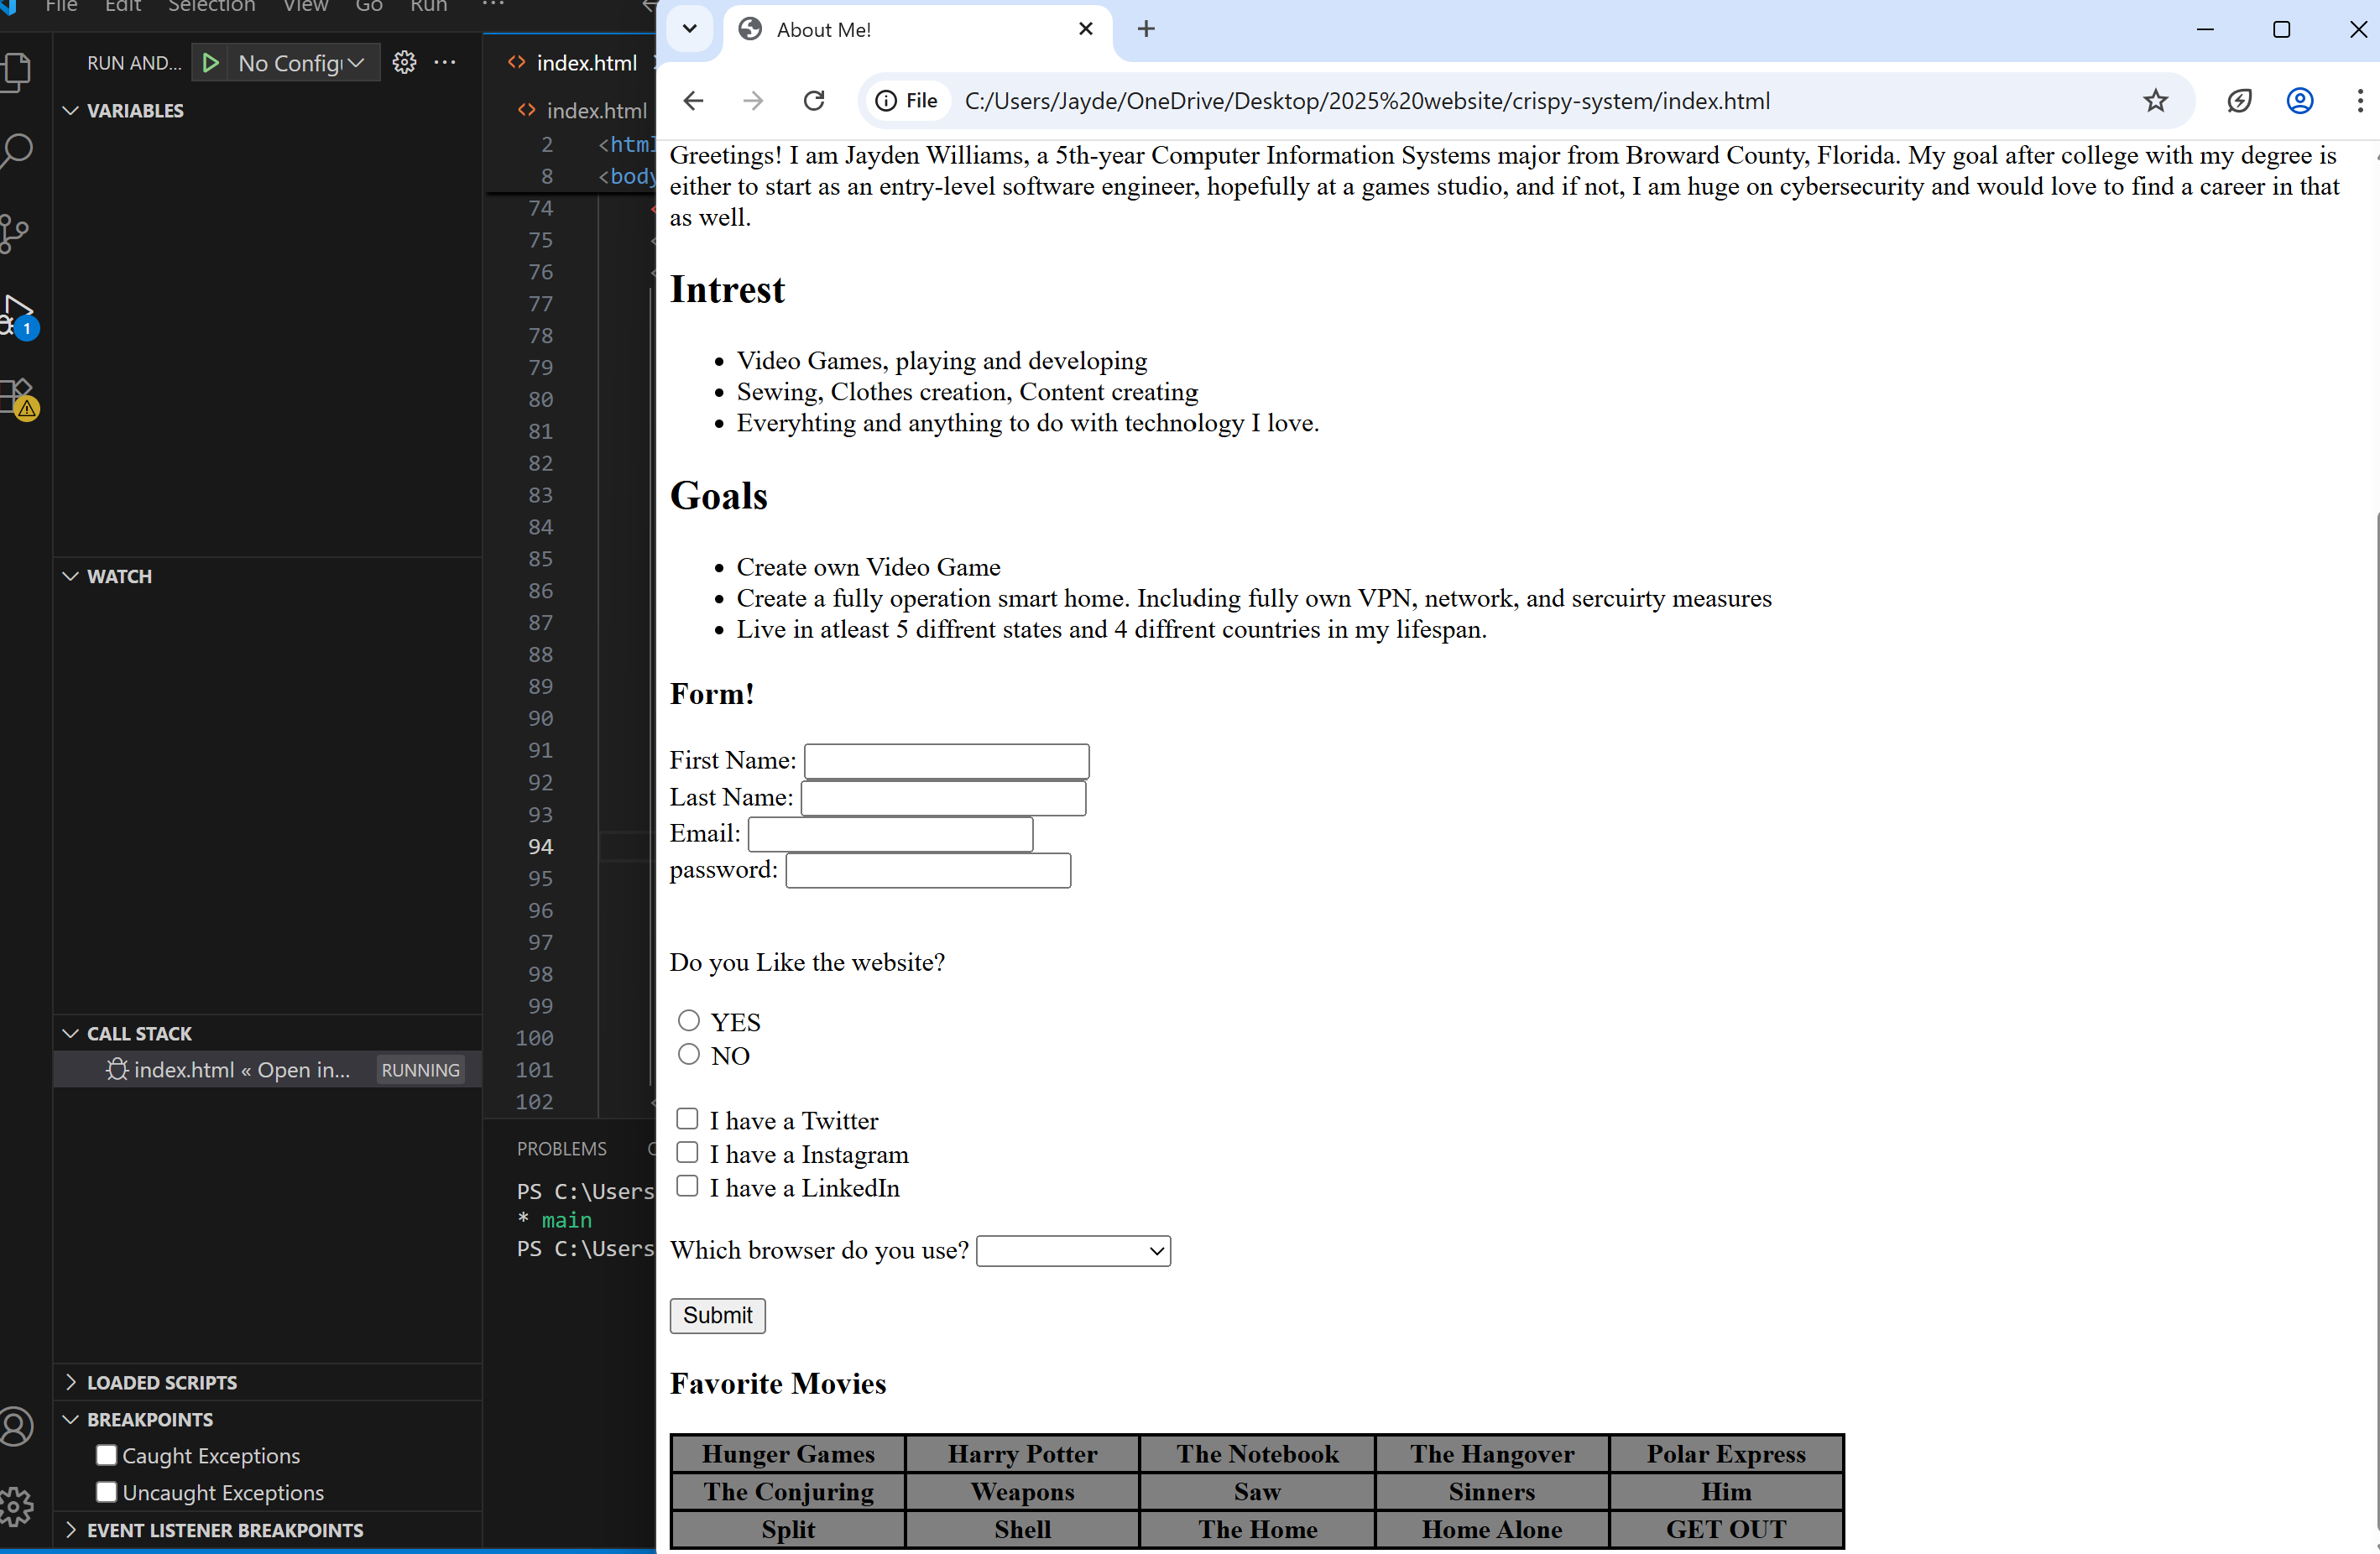 File Edit Selection View Go Run ...
RUN AND... No Config
VARIABLES
WATCH
CALL STACK
index.html « Open in... RUNNING
LOADED SCRIPTS
BREAKPOINTS
Caught Exceptions
Uncaught Exceptions
EVENT LISTENER BREAKPOINTS
1
index.html
index.html
2 <html
8 <body
74 <
75 <
76 <
77
78
79
80
81
82
83
84
85
86
87
88
89
90
91
92
93
94
95
96
97
98
99
100
101
102 <
PROBLEMS
PS C:\Users
* main
PS C:\Users
About Me!
File C:/Users/Jayde/OneDrive/Desktop/2025%20website/crispy-system/index.html
Greetings! I am Jayden Williams, a 5th-year Computer Information Systems major from Broward County, Florida. My goal after college with my degree is
either to start as an entry-level software engineer, hopefully at a games studio, and if not, I am huge on cybersecurity and would love to find a career in that
as well.
Intrest
• Video Games, playing and developing
• Sewing, Clothes creation, Content creating
• Everyhting and anything to do with technology I love.
Goals
• Create own Video Game
• Create a fully operation smart home. Including fully own VPN, network, and sercuirty measures
• Live in atleast 5 diffrent states and 4 diffrent countries in my lifespan.
Form!
First Name:
Last Name:
Email:
password:
Do you Like the website?
YES
NO
I have a Twitter
I have a Instagram
I have a LinkedIn
Which browser do you use?
Submit
Favorite Movies
Hunger Games Harry Potter The Notebook The Hangover Polar Express
The Conjuring Weapons Saw Sinners Him
Split Shell The Home Home Alone GET OUT